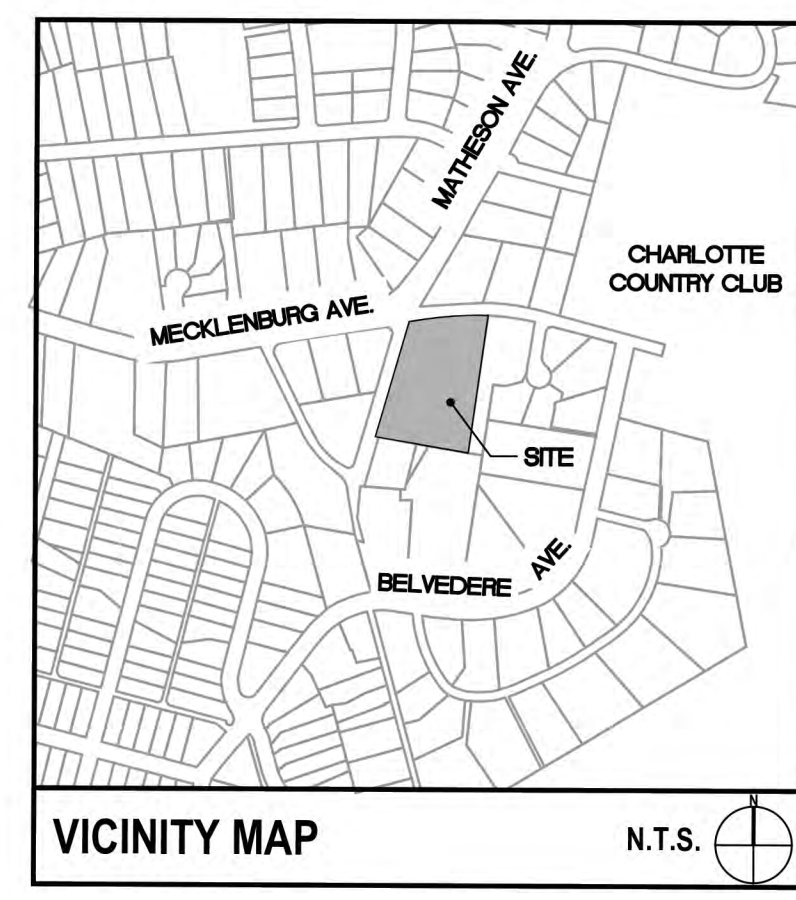 MATHESON AVE.
CHARLOTTE
COUNTRY CLUB
MECKLENBURG AVE.
SITE
BELVEDERE AVE.
VICINITY MAP
N.T.S.
N